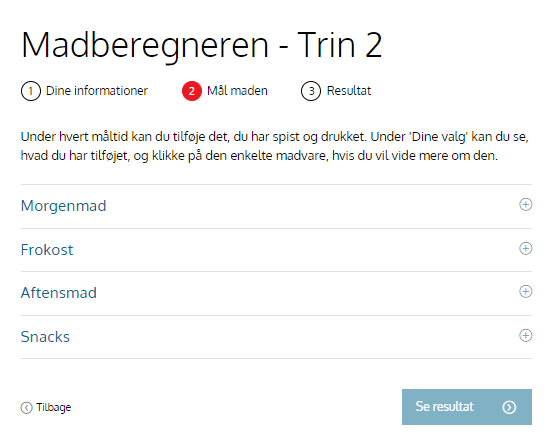 Madberegneren - Trin 2
1 Dine informationer 2 Mål maden 3 Resultat
Under hvert måltid kan du tilføje det, du har spist og drukket. Under 'Dine valg' kan du se,
hvad du har tilføjet, og klikke på den enkelte madvare, hvis du vil vide mere om den.
Morgenmad
Frokost
Aftensmad
Snacks
Tilbage
Se resultat